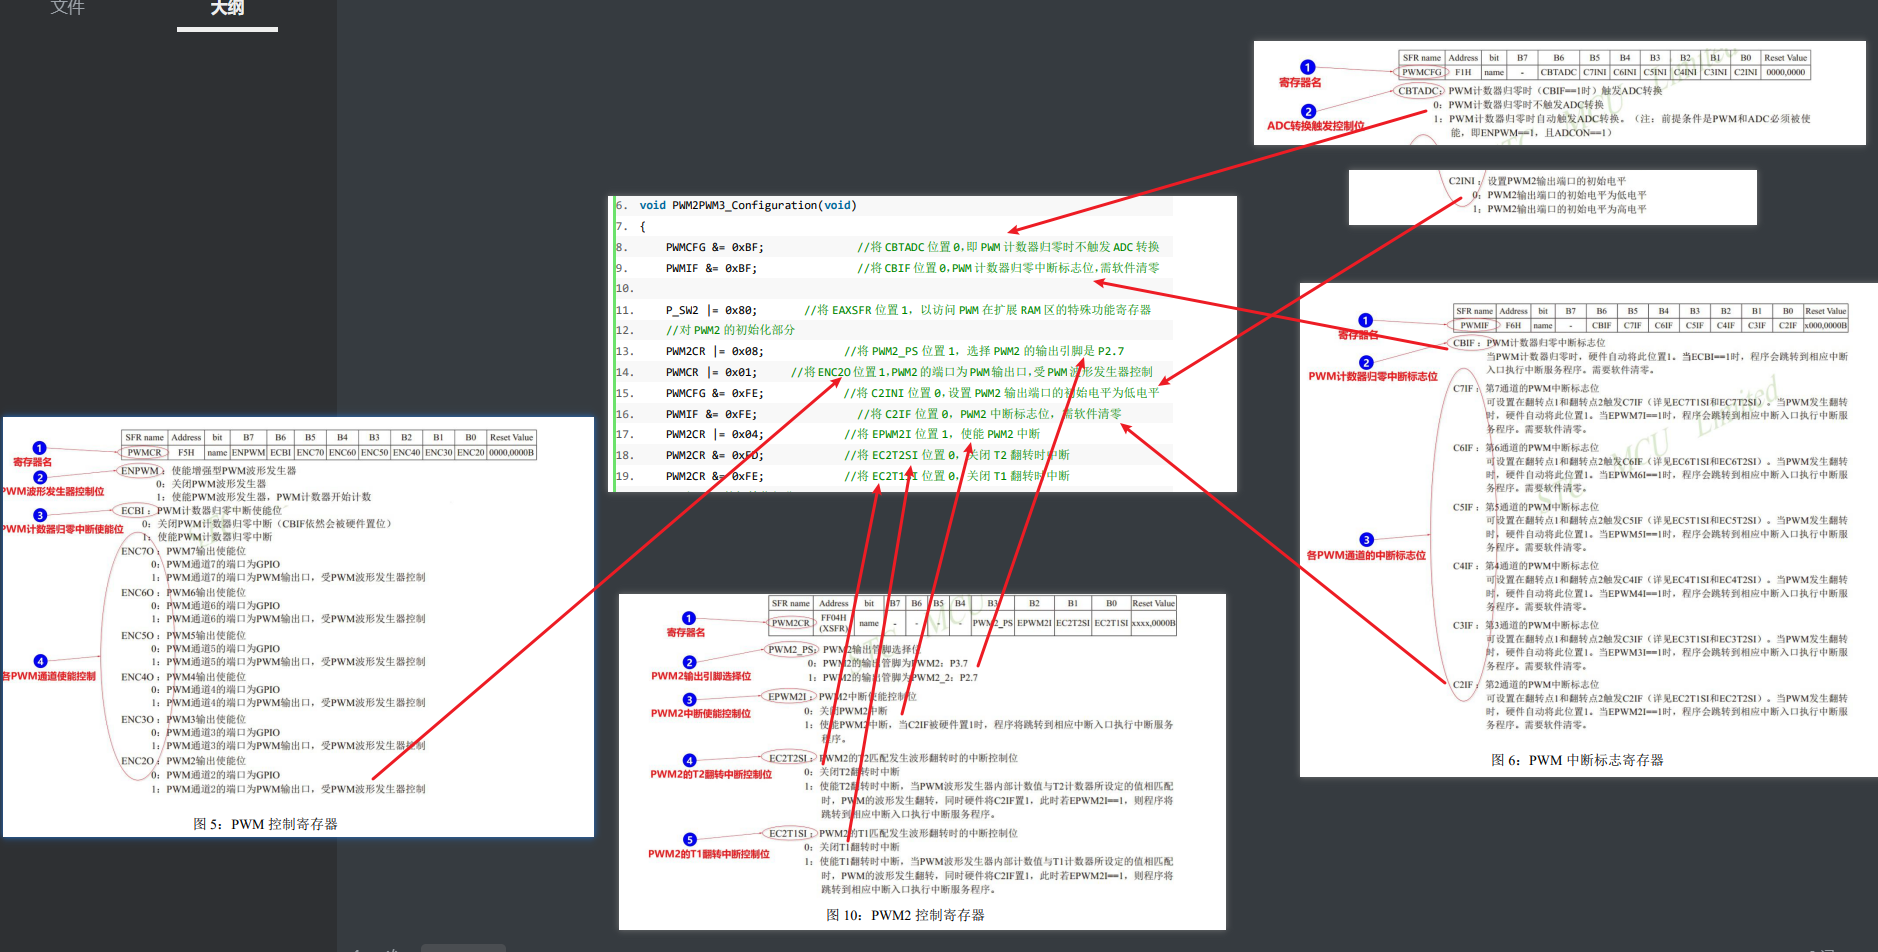 文件
大纲
SFR name Address bit B7 B6 B5 B4 B3 B2 B1 B0 Reset Value
PWMCFG F1H name - CBTADC C7INI C6INI C5INI C4INI C3INI C2INI 0000,0000
1
寄存器名
CBTADC：PWM计数器归零时（CBIF==1时）触发ADC转换
0：PWM计数器归零时不触发ADC转换
2
ADC转换触发控制位
1：PWM计数器归零时自动触发ADC转换。（注：前提条件是PWM和ADC必须被使
能，即ENPWM==1，且ADCON==1）
C2INI：设置PWM2输出端口的初始电平
0：PWM2输出端口的初始电平为低电平
1：PWM2输出端口的初始电平为高电平
6. void PWM2PWM3_Configuration(void)
7. {
8. PWMCFG &= 0xBF; //将 CBTADC 位置 0,即 PWM 计数器归零时不触发 ADC 转换
9. PWMIF &= 0xBF; //将 CBIF 位置 0,PWM 计数器归零中断标志位,需软件清零
10.
11. P_SW2 |= 0x80; //将 EAXSFR 位置 1, 以访问 PWM 在扩展 RAM 区的特殊功能寄存器
12. //对 PWM2 的初始化部分
13. PWM2CR |= 0x08; //将 PWM2_PS 位置 1, 选择 PWM2 的输出引脚是 P2.7
14. PWMCR |= 0x01; //将 ENC2O 位置 1,PWM2 的端口为 PWM 输出口,受 PWM 波形发生器控制
15. PWMCFG &= 0xFE; //将 C2INI 位置 0,设置 PWM2 输出端口的初始电平为低电平
16. PWMIF &= 0xFE; //将 C2IF 位置 0, PWM2 中断标志位, 需软件清零
17. PWM2CR |= 0x04; //将 EPWM2I 位置 1, 使能 PWM2 中断
18. PWM2CR &= 0xFD; //将 EC2T2SI 位置 0, 关闭 T2 翻转时中断
19. PWM2CR &= 0xFE; //将 EC2T1SI 位置 0, 关闭 T1 翻转时中断
SFR name Address bit B7 B6 B5 B4 B3 B2 B1 B0 Reset Value
PWMIF F6H name - CBIF C7IF C6IF C5IF C4IF C3IF C2IF x000,0000B
1
寄存器名
CBIF：PWM计数器归零中断标志位
当PWM计数器归零时，硬件自动将此位置1。当ECBI==1时，程序会跳转到相应中断
入口执行中断服务程序。需要软件清零。
2
PWM计数器归零中断标志位
C7IF：第7通道的PWM中断标志位
可设置在翻转点1和翻转点2触发C7IF（详见EC7T1SI和EC7T2SI）。当PWM发生翻转
时，硬件自动将此位置1。当EPWM7I==1时，程序会跳转到相应中断入口执行中断服
务程序。需要软件清零。
C6IF：第6通道的PWM中断标志位
可设置在翻转点1和翻转点2触发C6IF（详见EC6T1SI和EC6T2SI）。当PWM发生翻转
时，硬件自动将此位置1。当EPWM6I==1时，程序会跳转到相应中断入口执行中断服
务程序。需要软件清零。
C5IF：第5通道的PWM中断标志位
可设置在翻转点1和翻转点2触发C5IF（详见EC5T1SI和EC5T2SI）。当PWM发生翻转
时，硬件自动将此位置1。当EPWM5I==1时，程序会跳转到相应中断入口执行中断服
务程序。需要软件清零。
3
各PWM通道的中断标志位
C4IF：第4通道的PWM中断标志位
可设置在翻转点1和翻转点2触发C4IF（详见EC4T1SI和EC4T2SI）。当PWM发生翻转
时，硬件自动将此位置1。当EPWM4I==1时，程序会跳转到相应中断入口执行中断服
务程序。需要软件清零。
C3IF：第3通道的PWM中断标志位
可设置在翻转点1和翻转点2触发C3IF（详见EC3T1SI和EC3T2SI）。当PWM发生翻转
时，硬件自动将此位置1。当EPWM3I==1时，程序会跳转到相应中断入口执行中断服
务程序。需要软件清零。
C2IF：第2通道的PWM中断标志位
可设置在翻转点1和翻转点2触发C2IF（详见EC2T1SI和EC2T2SI）。当PWM发生翻转
时，硬件自动将此位置1。当EPWM2I==1时，程序会跳转到相应中断入口执行中断服
务程序。需要软件清零。
图 6：PWM 中断标志寄存器
SFR name Address bit B7 B6 B5 B4 B3 B2 B1 B0 Reset Value
PWMCR F5H name ENPWM ECBI ENC7O ENC6O ENC5O ENC4O ENC3O ENC2O 0000,0000B
1
寄存器名
ENPWM：使能增强型PWM波形发生器
0：关闭PWM波形发生器
1：使能PWM波形发生器，PWM计数器开始计数
2
PWM波形发生器控制位
ECBI：PWM计数器归零中断使能位
0：关闭PWM计数器归零中断（CBIF依然会被硬件置位）
1：使能PWM计数器归零中断
3
PWM计数器归零中断使能位
ENC7O：PWM7输出使能位
0：PWM通道7的端口为GPIO
1：PWM通道7的端口为PWM输出口，受PWM波形发生器控制
ENC6O：PWM6输出使能位
0：PWM通道6的端口为GPIO
1：PWM通道6的端口为PWM输出口，受PWM波形发生器控制
ENC5O：PWM5输出使能位
0：PWM通道5的端口为GPIO
1：PWM通道5的端口为PWM输出口，受PWM波形发生器控制
4
各PWM通道使能控制
ENC4O：PWM4输出使能位
0：PWM通道4的端口为GPIO
1：PWM通道4的端口为PWM输出口，受PWM波形发生器控制
ENC3O：PWM3输出使能位
0：PWM通道3的端口为GPIO
1：PWM通道3的端口为PWM输出口，受PWM波形发生器控制
ENC2O：PWM2输出使能位
0：PWM通道2的端口为GPIO
1：PWM通道2的端口为PWM输出口，受PWM波形发生器控制
图 5：PWM 控制寄存器
SFR name Address bit B7 B6 B5 B4 B3 B2 B1 B0 Reset Value
PWM2CR FF04H (XSFR) name - - - - PWM2_PS EPWM2I EC2T2SI EC2T1SI xxxx,0000B
1
寄存器名
PWM2_PS：PWM2输出管脚选择位
0：PWM2的输出管脚为PWM2：P3.7
1：PWM2的输出管脚为PWM2_2：P2.7
2
PWM2输出引脚选择位
EPWM2I：PWM2中断使能控制位
0：关闭PWM2中断
1：使能PWM2中断，当C2IF被硬件置1时，程序将跳转到相应中断入口执行中断服务
程序。
3
PWM2中断使能控制位
EC2T2SI：PWM2的T2匹配发生波形翻转时的中断控制位
0：关闭T2翻转时中断
1：使能T2翻转时中断，当PWM波形发生器内部计数值与T2计数器所设定的值相匹配
时，PWM的波形发生翻转，同时硬件将C2IF置1，此时若EPWM2I==1，则程序将
跳转到相应中断入口执行中断服务程序。
4
PWM2的T2翻转中断控制位
EC2T1SI：PWM2的T1匹配发生波形翻转时的中断控制位
0：关闭T1翻转时中断
1：使能T1翻转时中断，当PWM波形发生器内部计数值与T1计数器所设定的值相匹配
时，PWM的波形发生翻转，同时硬件将C2IF置1，此时若EPWM2I==1，则程序将
跳转到相应中断入口执行中断服务程序。
5
PWM2的T1翻转中断控制位
图 10：PWM2 控制寄存器